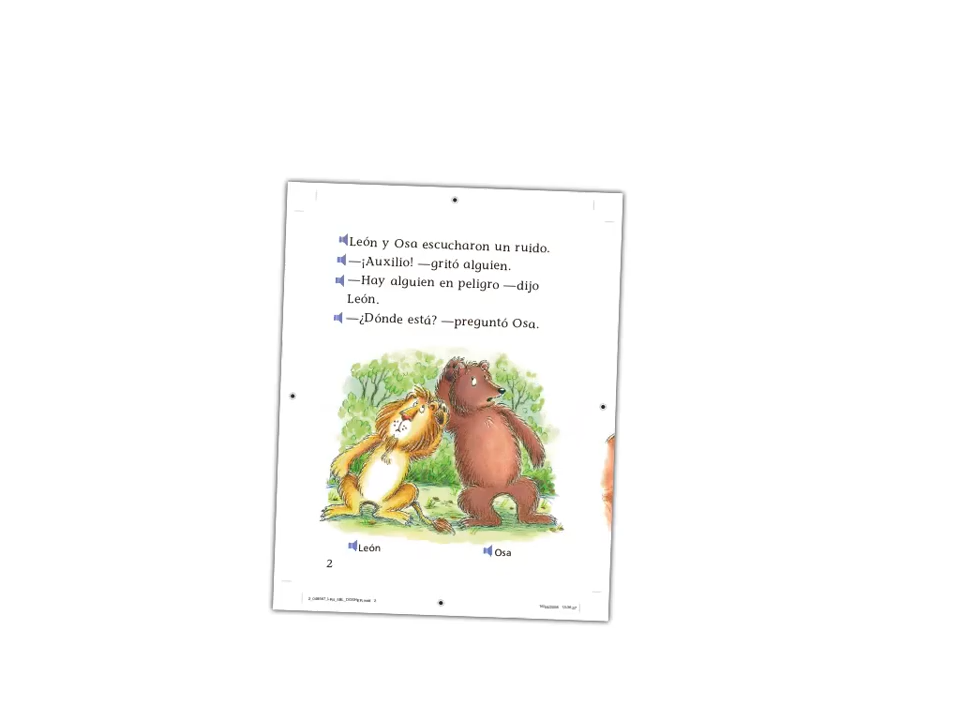 León y Osa escucharon un ruido.
—¡Auxilio! —gritó alguien.
—Hay alguien en peligro —dijo
León.
—¿Dónde está? —preguntó Osa.
León
Osa
2